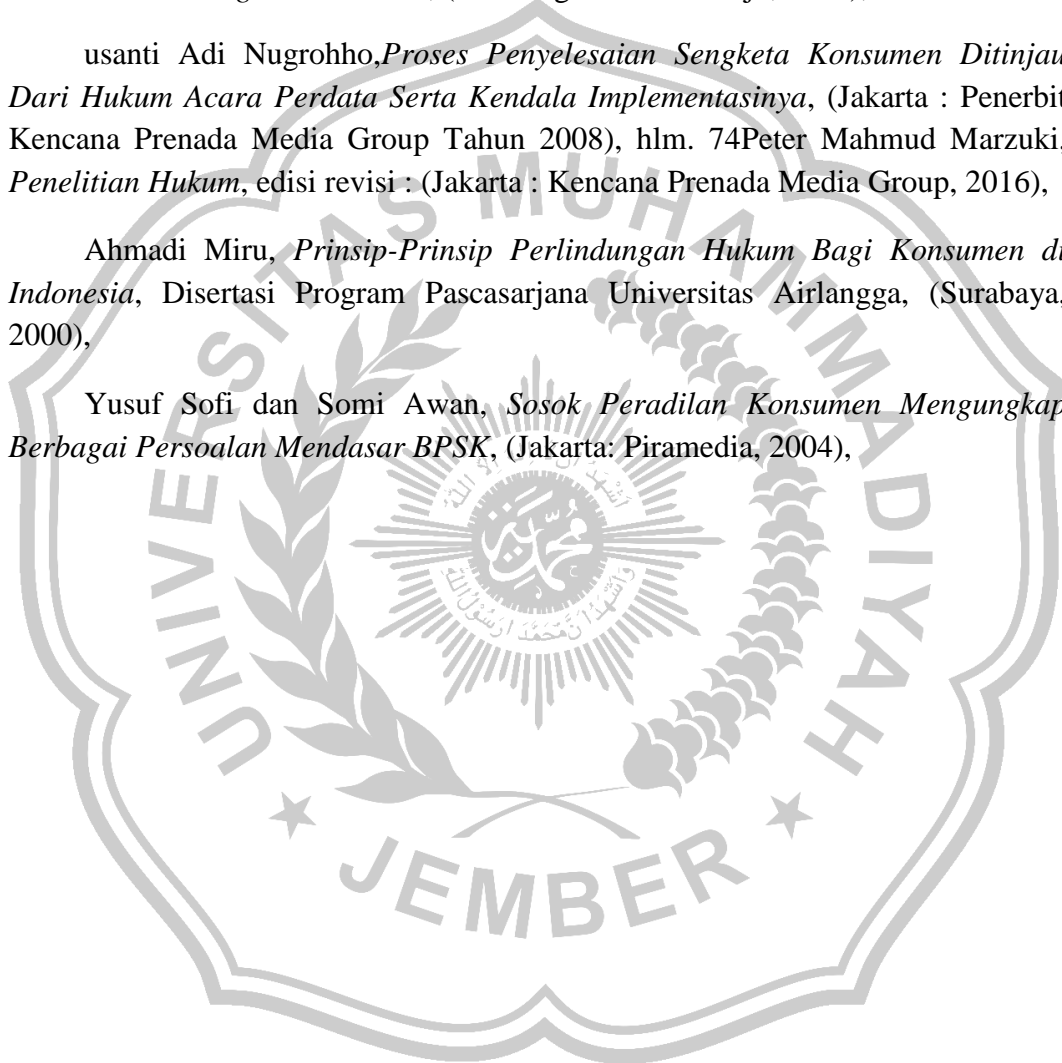 usanti Adi Nugrohho,Proses Penyelesaian Sengketa Konsumen Ditinjau
Dari Hukum Acara Perdata Serta Kendala Implementasinya, (Jakarta : Penerbit
Kencana Prenada Media Group Tahun 2008), hlm. 74Peter Mahmud Marzuki,
Penelitian Hukum, edisi revisi : (Jakarta : Kencana Prenada Media Group, 2016),
Ahmadi Miru, Prinsip-Prinsip Perlindungan Hukum Bagi Konsumen di
Indonesia, Disertasi Program Pascasarjana Universitas Airlangga, (Surabaya,
2000),
Yusuf Sofi dan Somi Awan, Sosok Peradilan Konsumen Mengungkap
Berbagai Persoalan Mendasar BPSK, (Jakarta: Piramedia, 2004),
UNIVERSITAS MUHAMMADIYAH
JEMBER